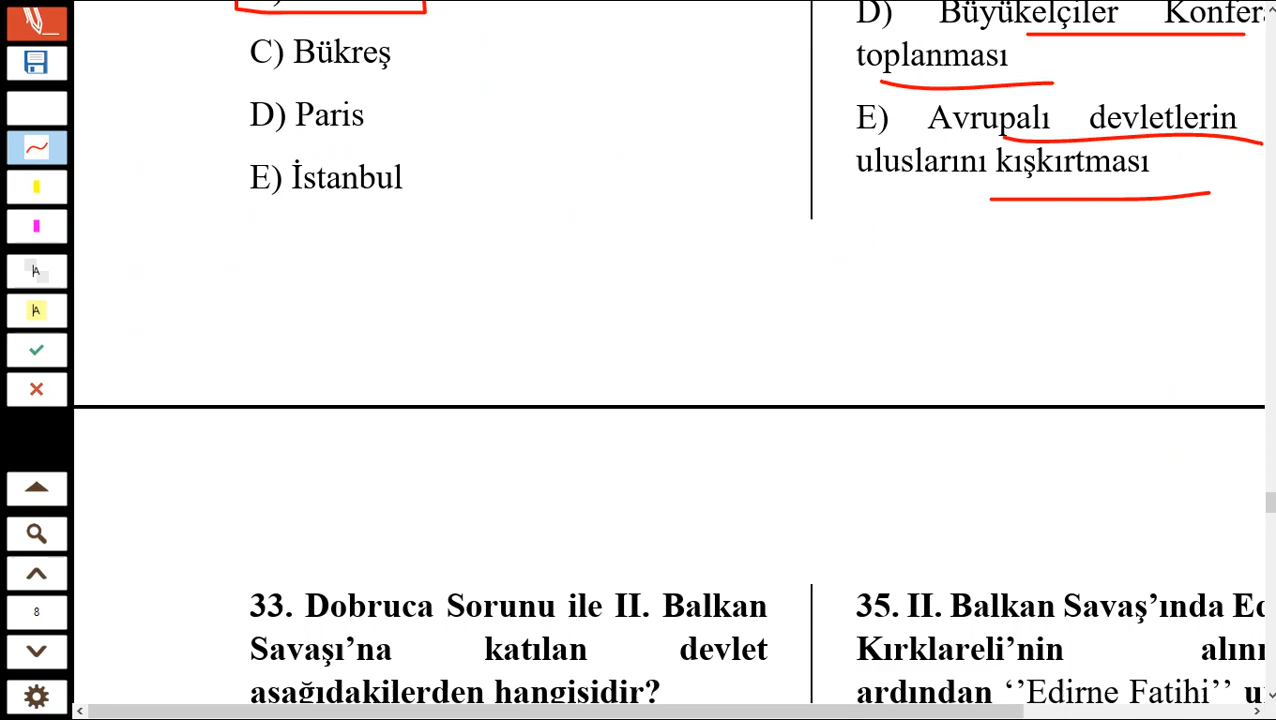 C) Bükreş
D) Paris
E) İstanbul
D) Büyükelçiler
toplanması
E) Avrupalı devletlerin
uluslarını kışkırtması
33. Dobruca Sorunu ile II. Balkan
Savaşı’na katılan devlet
aşağıdakilerden hangisidir?
35. II. Balkan Savaş’ında
Kırklareli’nin
ardından ‘’Edirne Fatihi’’
8